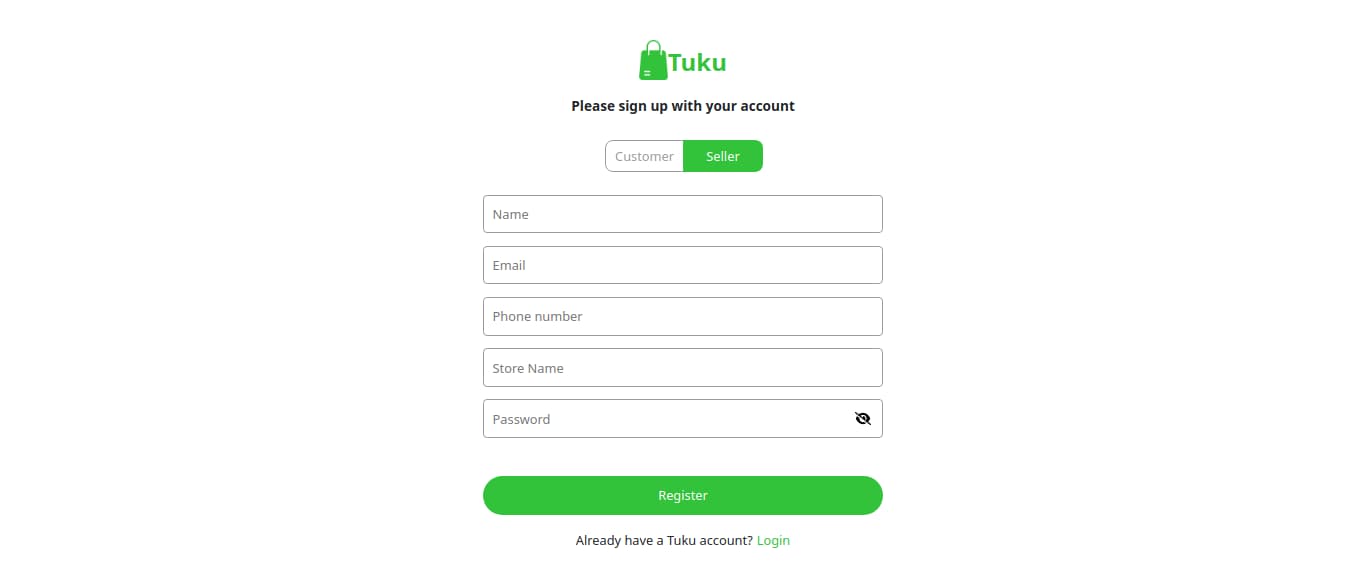 Tuku
Please sign up with your account
Customer Seller
Name
Email
Phone number
Store Name
Password
Register
Already have a Tuku account? Login